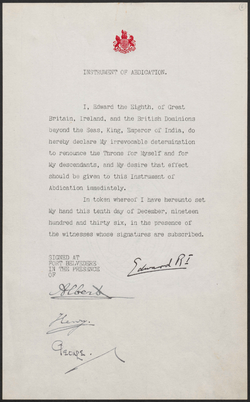 INSTRUMENT OF ABDICATION.
I, Edward the Eighth, of Great
Britain, Ireland, and the British Dominions
beyond the Seas, King, Emperor of India, do
hereby declare My irrevocable determination
to renounce the Throne for Myself and for
My descendants, and My desire that effect
should be given to this Instrument of
Abdication immediately.
In token whereof I have hereunto set
My hand this tenth day of December, nineteen
hundred and thirty six, in the presence of
the witnesses whose signatures are subscribed.
SIGNED AT
FORT BELVEDERE
IN THE PRESENCE
OF
Edward R I
Albert
Henry.
George.